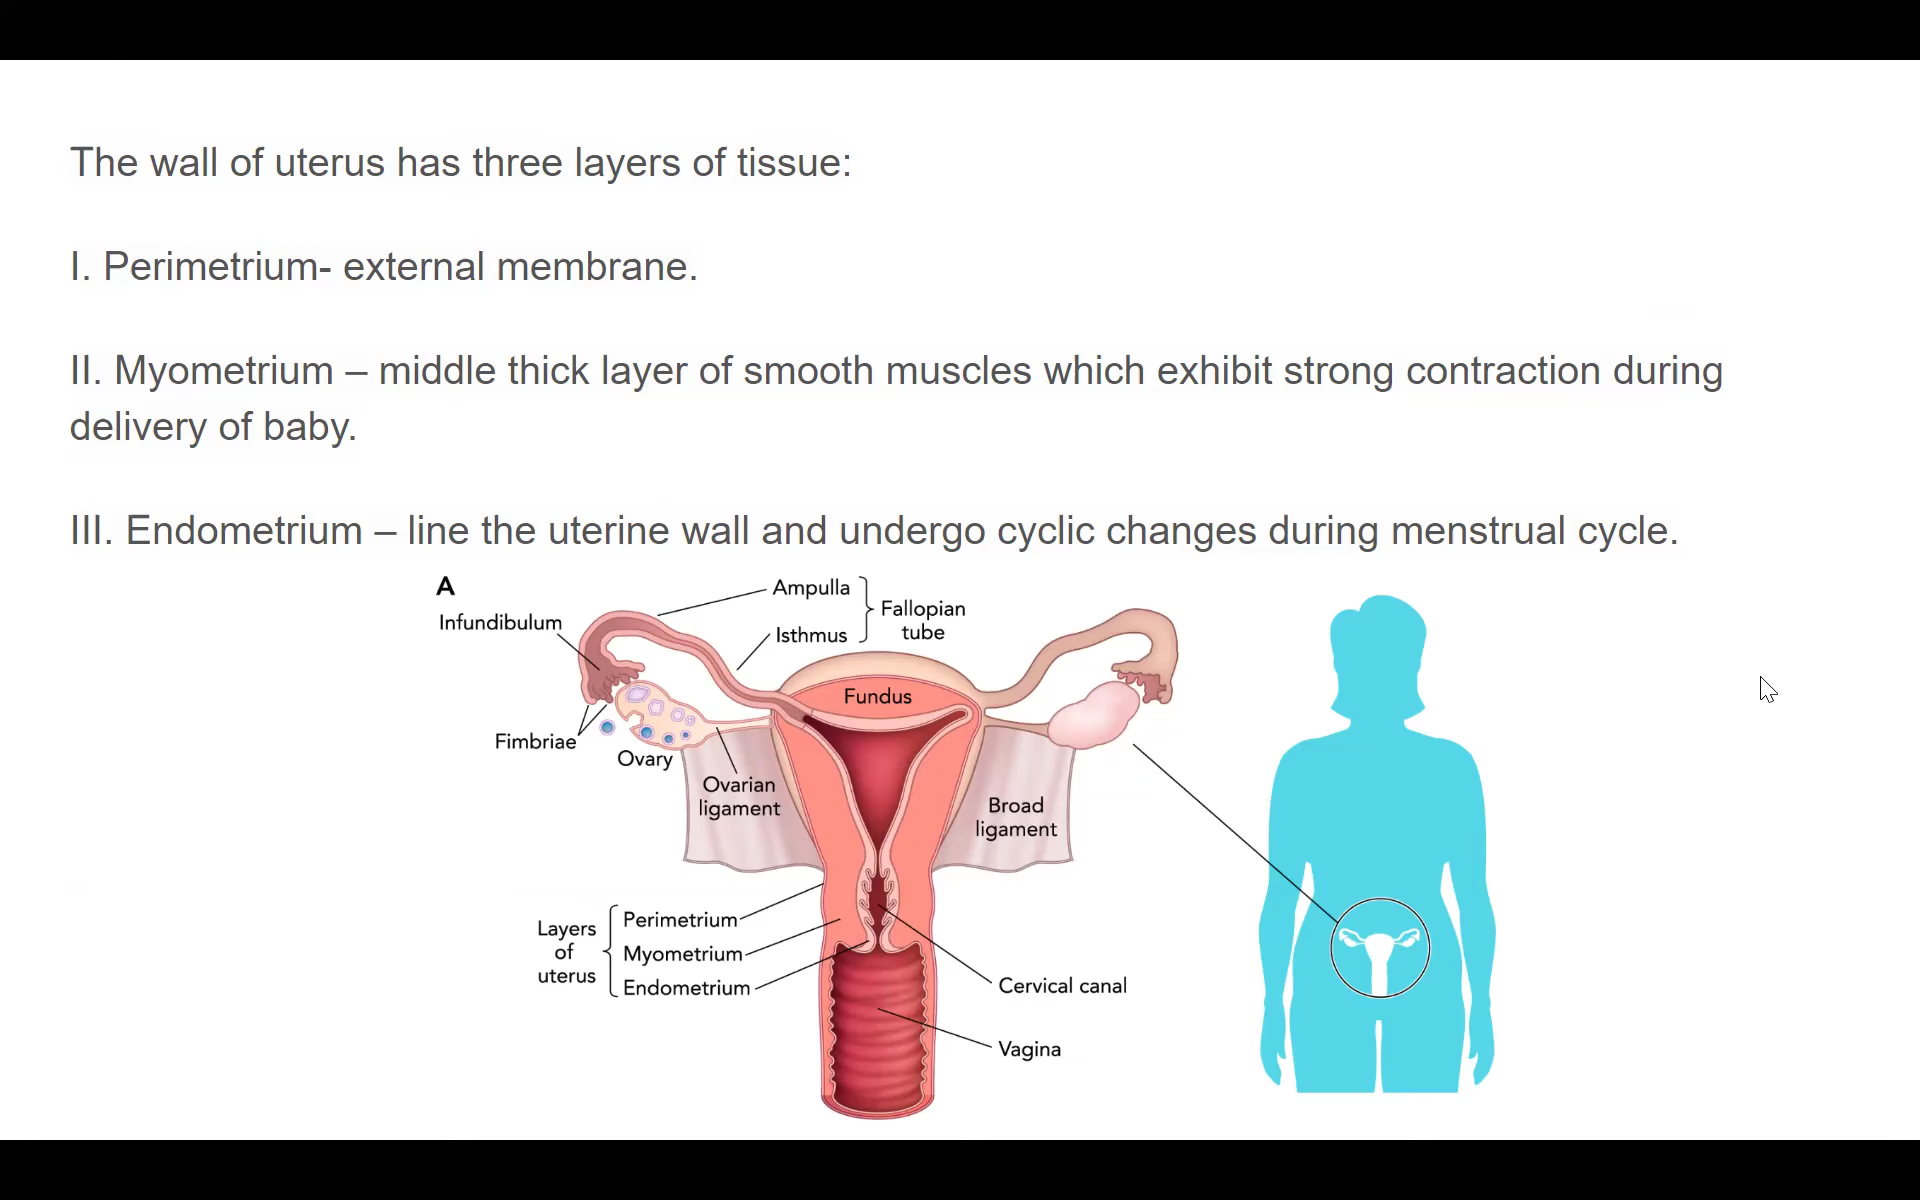 The wall of uterus has three layers of tissue:
I. Perimetrium- external membrane.
II. Myometrium – middle thick layer of smooth muscles which exhibit strong contraction during
delivery of baby.
III. Endometrium – line the uterine wall and undergo cyclic changes during menstrual cycle.
A
Ampulla
Infundibulum
Fallopian
tube
Isthmus
Fundus
Fimbriae
Ovary
Ovarian
ligament
Broad
ligament
Layers
of
uterus
Perimetrium
Myometrium
Endometrium
Cervical canal
Vagina